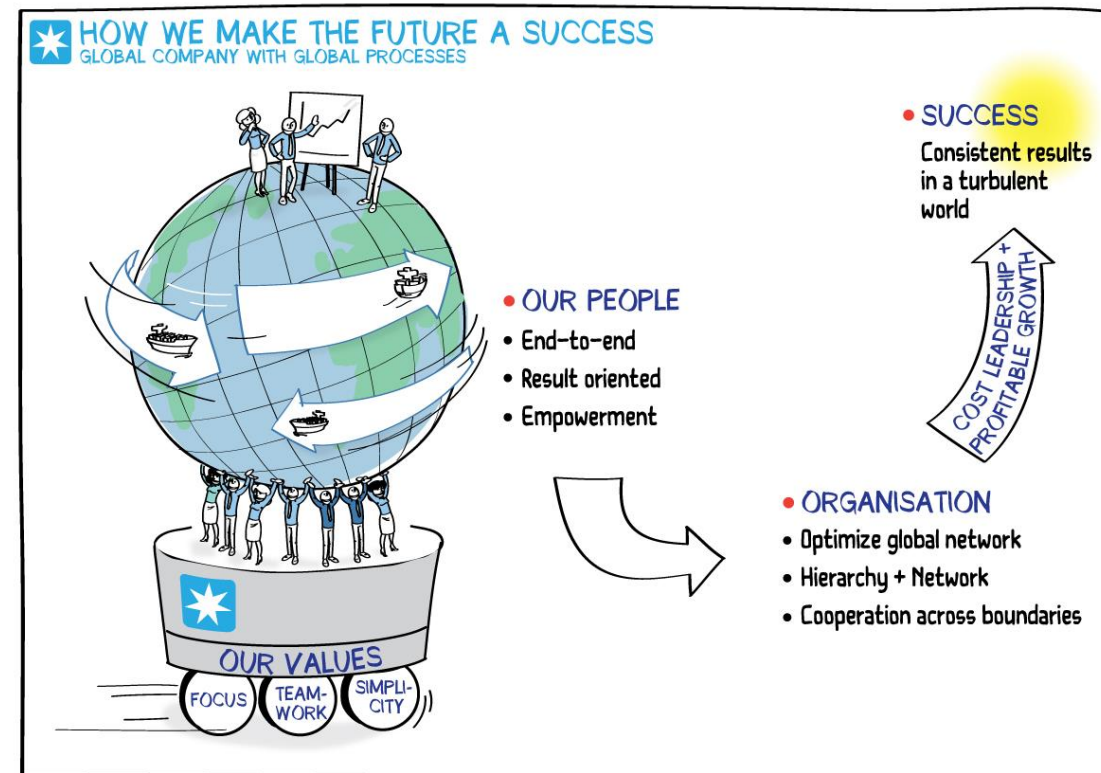 HOW WE MAKE THE FUTURE A SUCCESS
GLOBAL COMPANY WITH GLOBAL PROCESSES
• SUCCESS
Consistent results
in a turbulent
world
• OUR PEOPLE
• End-to-end
• Result oriented
• Empowerment
COST LEADERSHIP +
PROFITABLE GROWTH
• ORGANISATION
• Optimize global network
• Hierarchy + Network
• Cooperation across boundaries
OUR VALUES
FOCUS
TEAM-
WORK
SIMPLI-
CITY